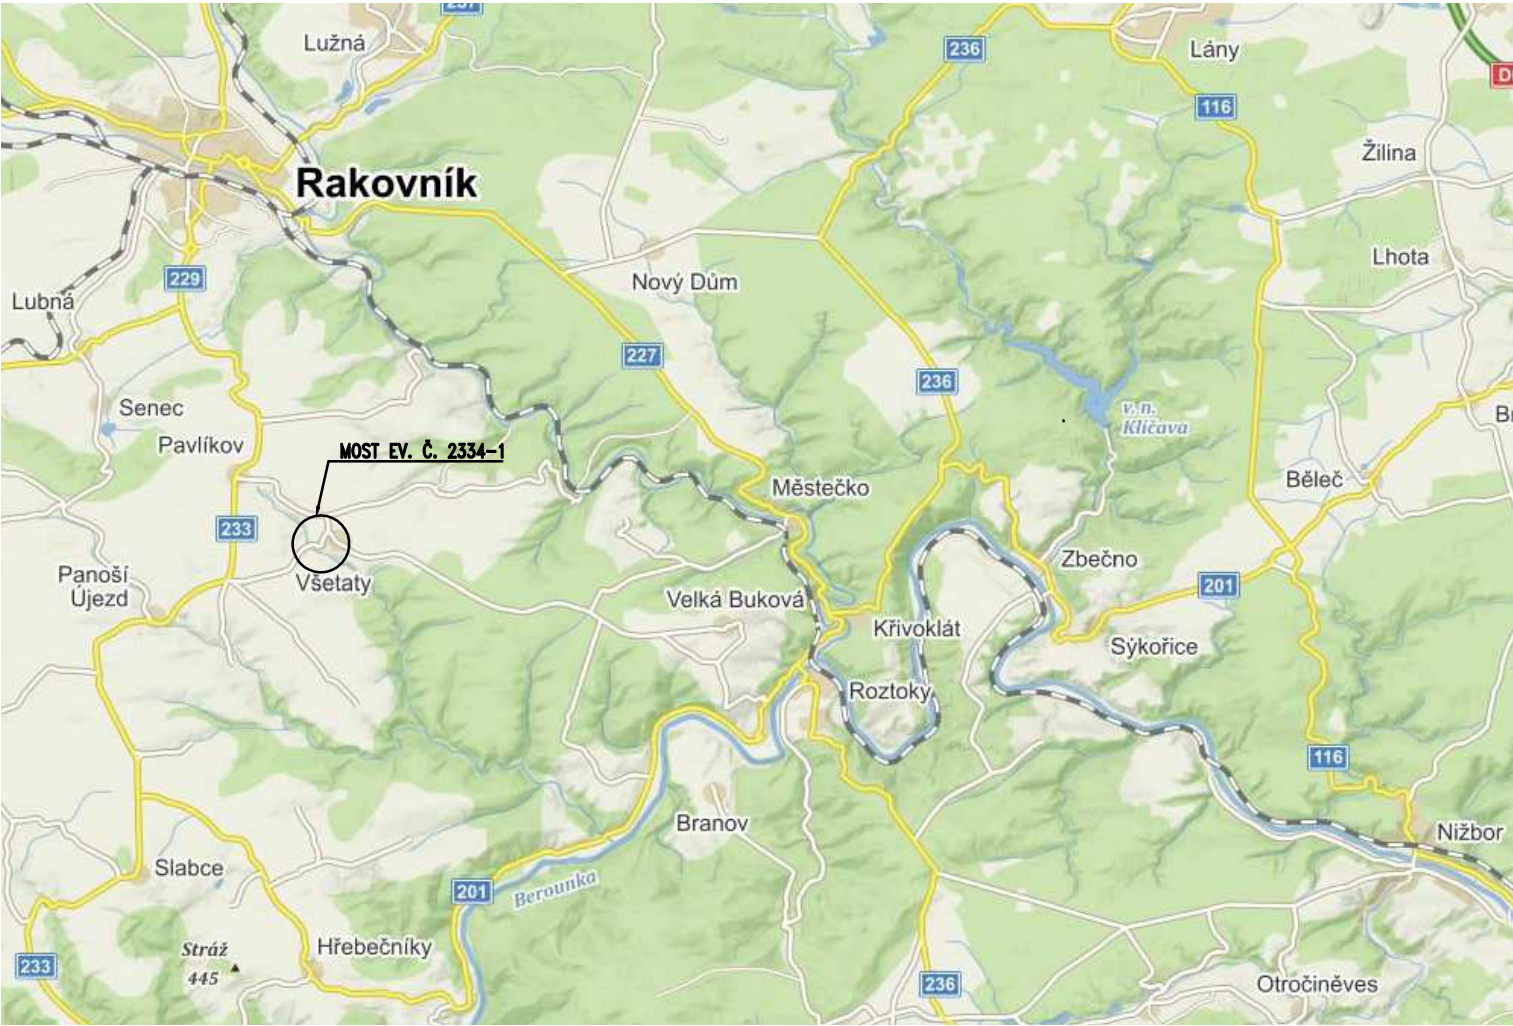 237
Lužná
236
Lány
D
116
Žilina
Rakovník
Lhota
229
Nový Dům
Lubná
227
236
Senec
v. n.
Klíčava
Pavlíkov
MOST EV. Č. 2334-1
Běleč
Městečko
233
Zbečno
Panoší
Újezd
Všetaty
201
Velká Buková
Křivoklát
Sýkořice
Roztoky
116
Branov
Nižbor
Slabce
201
Berounka
Stráž
445
Hřebečníky
233
236
Otročiněves